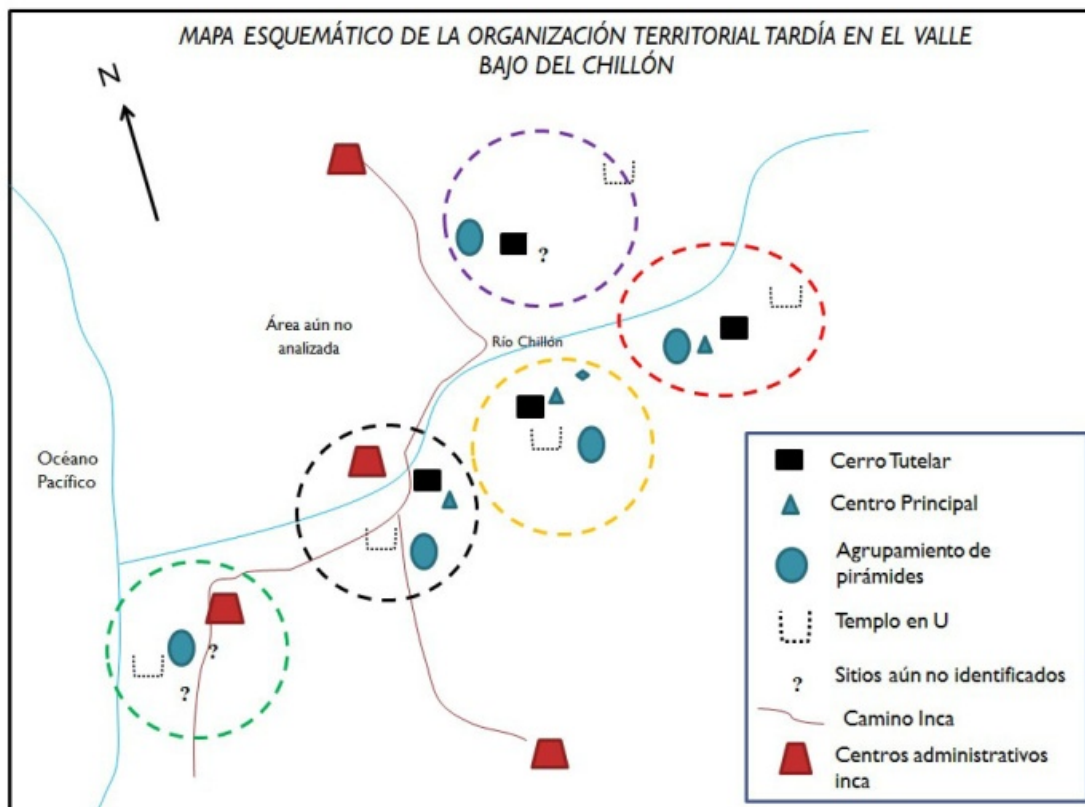 MAPA ESQUEMÁTICO DE LA ORGANIZACIÓN TERRITORIAL TARDÍA EN EL VALLE
BAJO DEL CHILLÓN
N
?
Área aún no
analizada
Río Chillón
Océano
Pacífico
?
?
Cerro Tutelar
Centro Principal
Agrupamiento de
pirámides
Templo en U
? Sitios aún no identificados
Camino Inca
Centros administrativos
inca